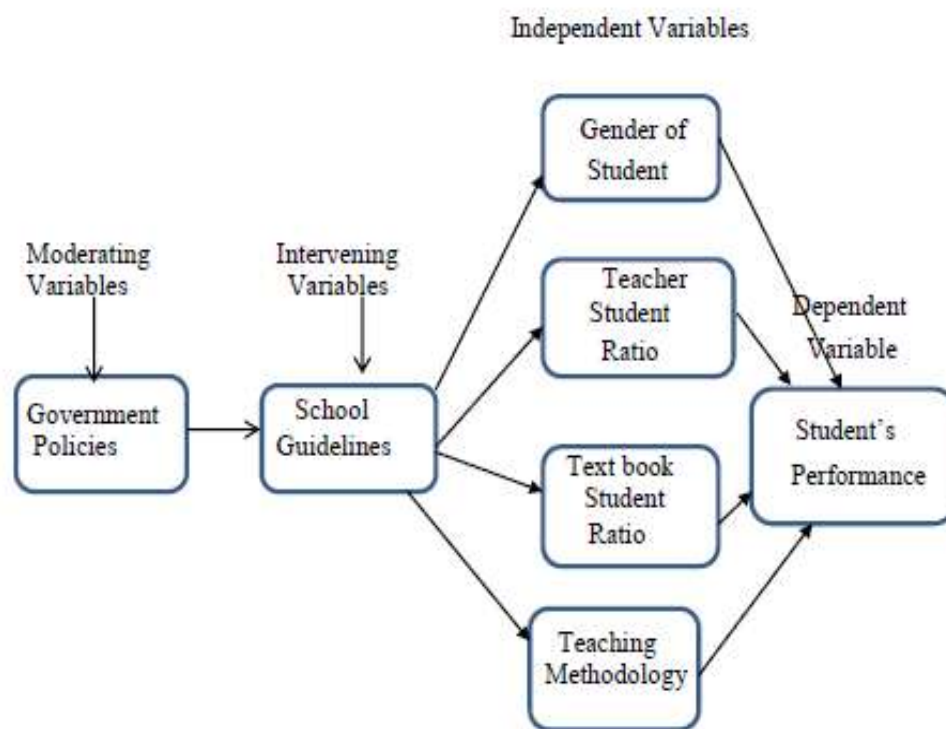 Independent Variables
Gender of
Student
Moderating
Variables
Intervening
Variables
Teacher
Student
Ratio
Dependent
Variable
Government
Policies
School
Guidelines
Student’s
Performance
Text book
Student
Ratio
Teaching
Methodology